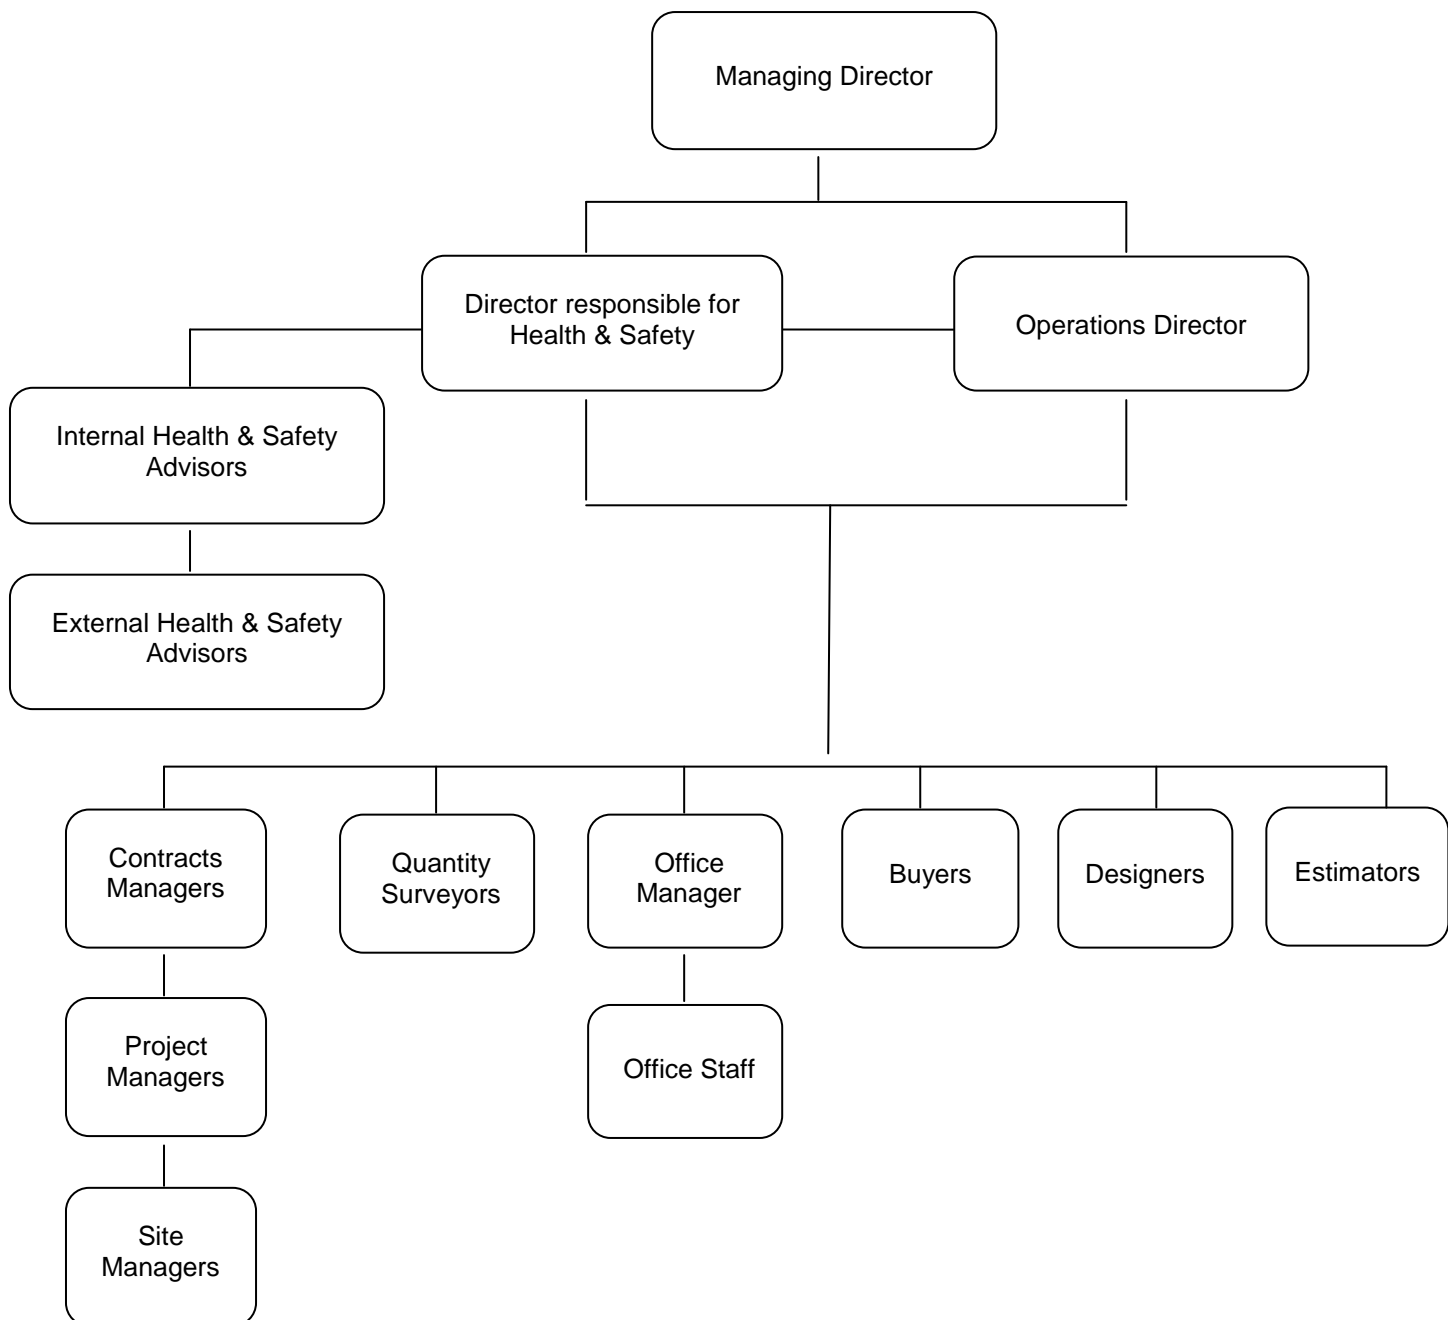 Managing Director
Director responsible for
Health & Safety
Operations Director
Internal Health & Safety
Advisors
External Health & Safety
Advisors
Contracts
Managers
Quantity
Surveyors
Office
Manager
Buyers
Designers
Estimators
Project
Managers
Office Staff
Site
Managers